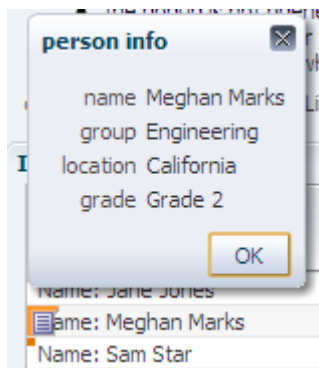 person info
name Meghan Marks
group Engineering
location California
grade Grade 2
OK
Name: Jane Jones
ame: Meghan Marks
Name: Sam Star